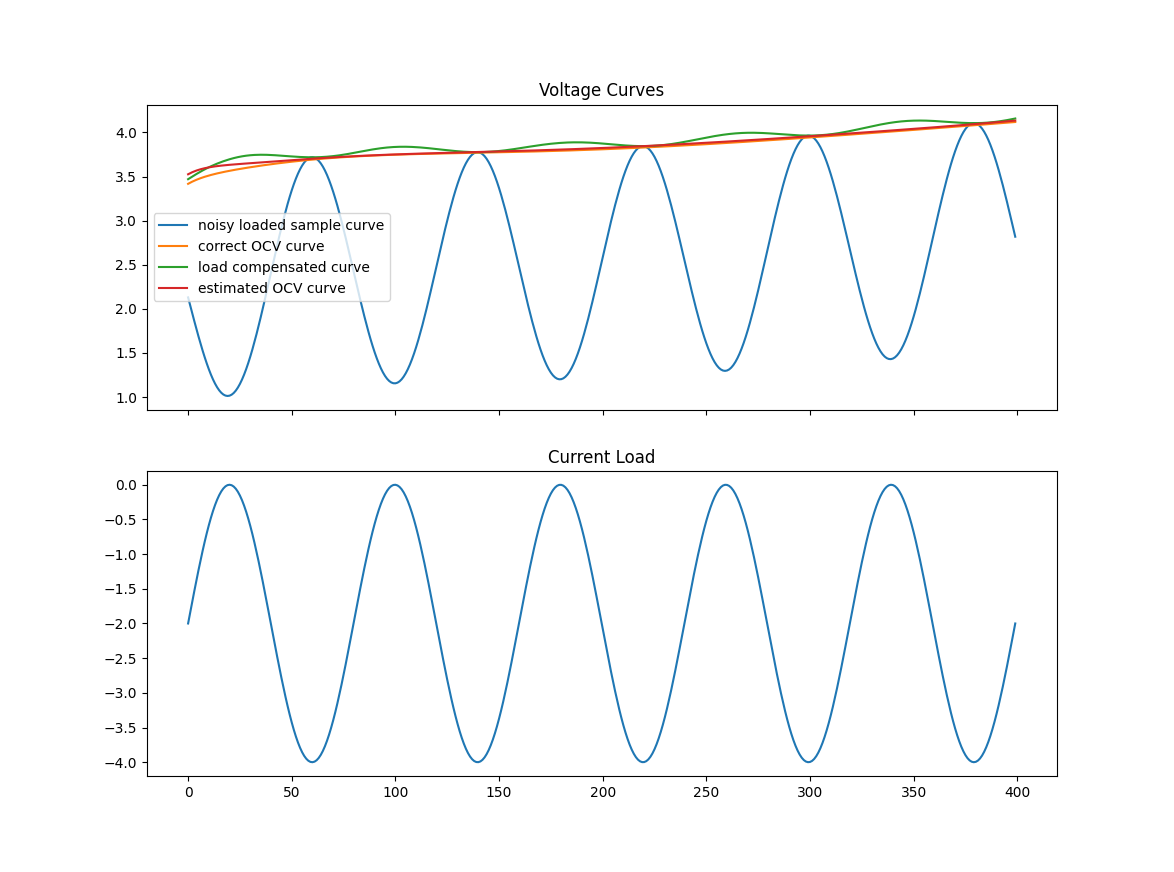 Voltage Curves
4.0
3.5
3.0
2.5
2.0
1.5
1.0
noisy loaded sample curve
correct OCV curve
load compensated curve
estimated OCV curve
Current Load
0.0
−0.5
−1.0
−1.5
−2.0
−2.5
−3.0
−3.5
−4.0
0 50 100 150 200 250 300 350 400